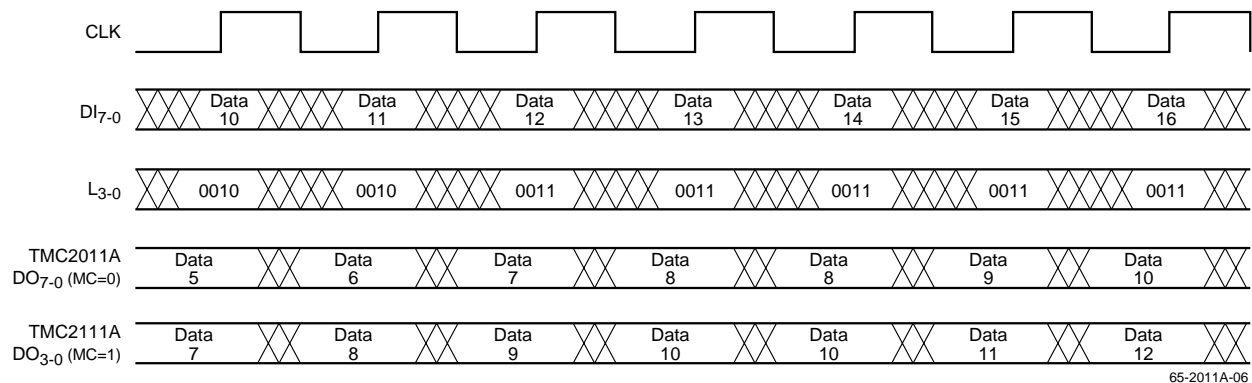 CLK
DI7-0
Data 10
Data 11
Data 12
Data 13
Data 14
Data 15
Data 16
L3-0
0010
0010
0011
0011
0011
0011
0011
TMC2011A
DO7-0 (MC=0)
Data 5
Data 6
Data 7
Data 8
Data 8
Data 9
Data 10
TMC2111A
DO3-0 (MC=1)
Data 7
Data 8
Data 9
Data 10
Data 10
Data 11
Data 12
65-2011A-06